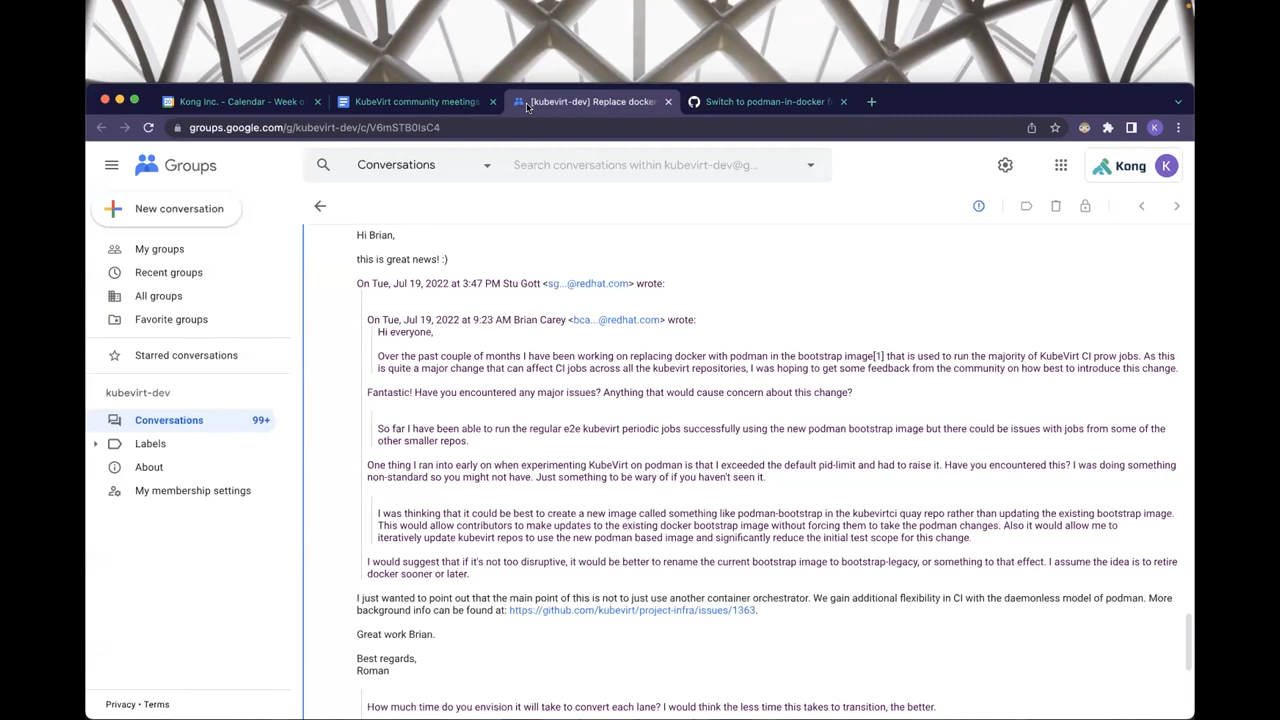 Kong Inc. - Calendar - Week o
KubeVirt community meetings
[kubevirt-dev] Replace docker
Switch to podman-in-docker f
groups.google.com/g/kubevirt-dev/c/V6mSTB0IsC4
K
Groups
Conversations
Search conversations within kubevirt-dev@g...
Kong
K
New conversation
My groups
Recent groups
All groups
Favorite groups
Starred conversations
kubevirt-dev
Conversations 99+
Labels
About
My membership settings
Privacy • Terms
Hi Brian,
this is great news! :)
On Tue, Jul 19, 2022 at 3:47 PM Stu Gott <sg...@redhat.com> wrote:
On Tue, Jul 19, 2022 at 9:23 AM Brian Carey <bca...@redhat.com> wrote:
Hi everyone,
Over the past couple of months I have been working on replacing docker with podman in the bootstrap image[1] that is used to run the majority of KubeVirt CI prow jobs. As this
is quite a major change that can affect CI jobs across all the kubevirt repositories, I was hoping to get some feedback from the community on how best to introduce this change.
Fantastic! Have you encountered any major issues? Anything that would cause concern about this change?
So far I have been able to run the regular e2e kubevirt periodic jobs successfully using the new podman bootstrap image but there could be issues with jobs from some of the
other smaller repos.
One thing I ran into early on when experimenting KubeVirt on podman is that I exceeded the default pid-limit and had to raise it. Have you encountered this? I was doing something
non-standard so you might not have. Just something to be wary of if you haven't seen it.
I was thinking that it could be best to create a new image called something like podman-bootstrap in the kubevirtci quay repo rather than updating the existing bootstrap image.
This would allow contributors to make updates to the existing docker bootstrap image without forcing them to take the podman changes. Also it would allow me to
iteratively update kubevirt repos to use the new podman based image and significantly reduce the initial test scope for this change.
I would suggest that if it's not too disruptive, it would be better to rename the current bootstrap image to bootstrap-legacy, or something to that effect. I assume the idea is to retire
docker sooner or later.
I just wanted to point out that the main point of this is not to just use another container orchestrator. We gain additional flexibility in CI with the daemonless model of podman. More
background info can be found at: https://github.com/kubevirt/project-infra/issues/1363.
Great work Brian.
Best regards,
Roman
How much time do you envision it will take to convert each lane? I would think the less time this takes to transition, the better.